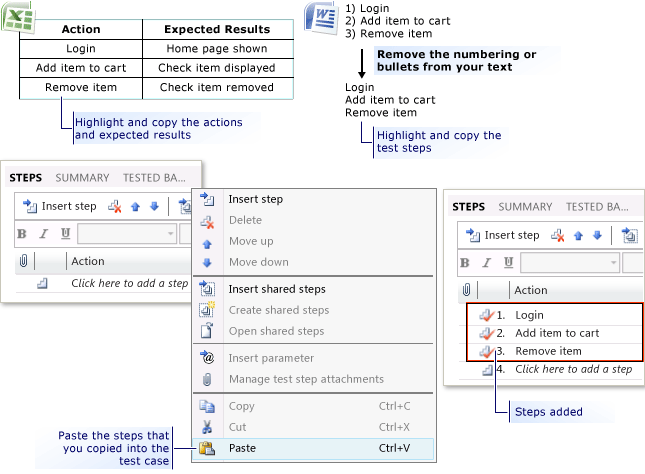 Action Expected Results
Login Home page shown
Add item to cart Check item displayed
Remove item Check item removed
Highlight and copy the actions
and expected results
1) Login
2) Add item to cart
3) Remove item
Remove the numbering or
bullets from your text
Login
Add item to cart
Remove item
Highlight and copy the
test steps
STEPS SUMMARY TESTED BA...
Insert step
B I U
Action
Click here to add a step
Insert step
Delete
Move up
Move down
Insert shared steps
Create shared steps
Open shared steps
Insert parameter
Manage test step attachments
Copy Ctrl+C
Cut Ctrl+X
Paste Ctrl+V
Paste the steps that
you copied into the
test case
STEPS SUMMARY TESTED BA...
Insert step
B I U
Action
1. Login
2. Add item to cart
3. Remove item
4. Click here to add a step
Steps added